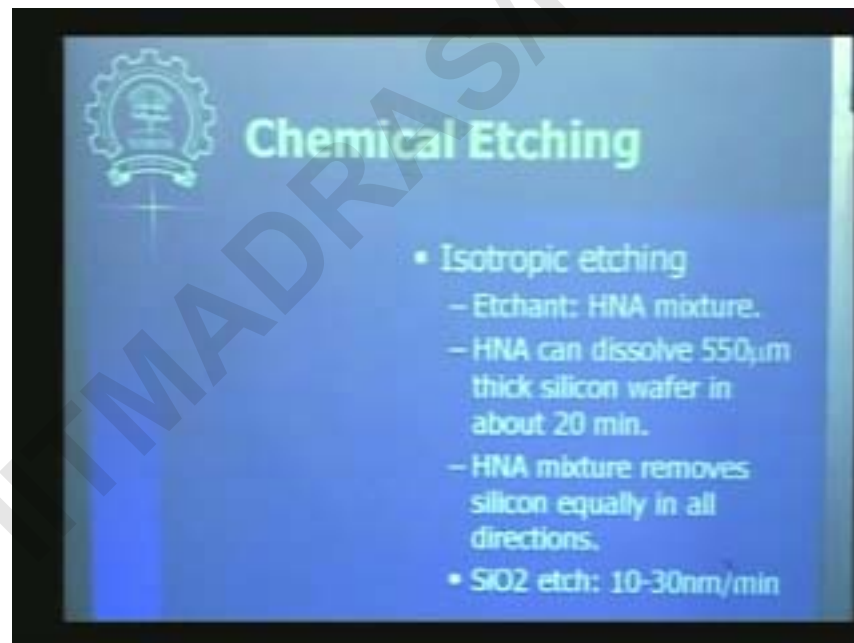 Chemical Etching
• Isotropic etching
– Etchant: HNA mixture.
– HNA can dissolve 550µm
thick silicon wafer in
about 20 min.
– HNA mixture removes
silicon equally in all
directions.
• SiO2 etch: 10-30nm/min